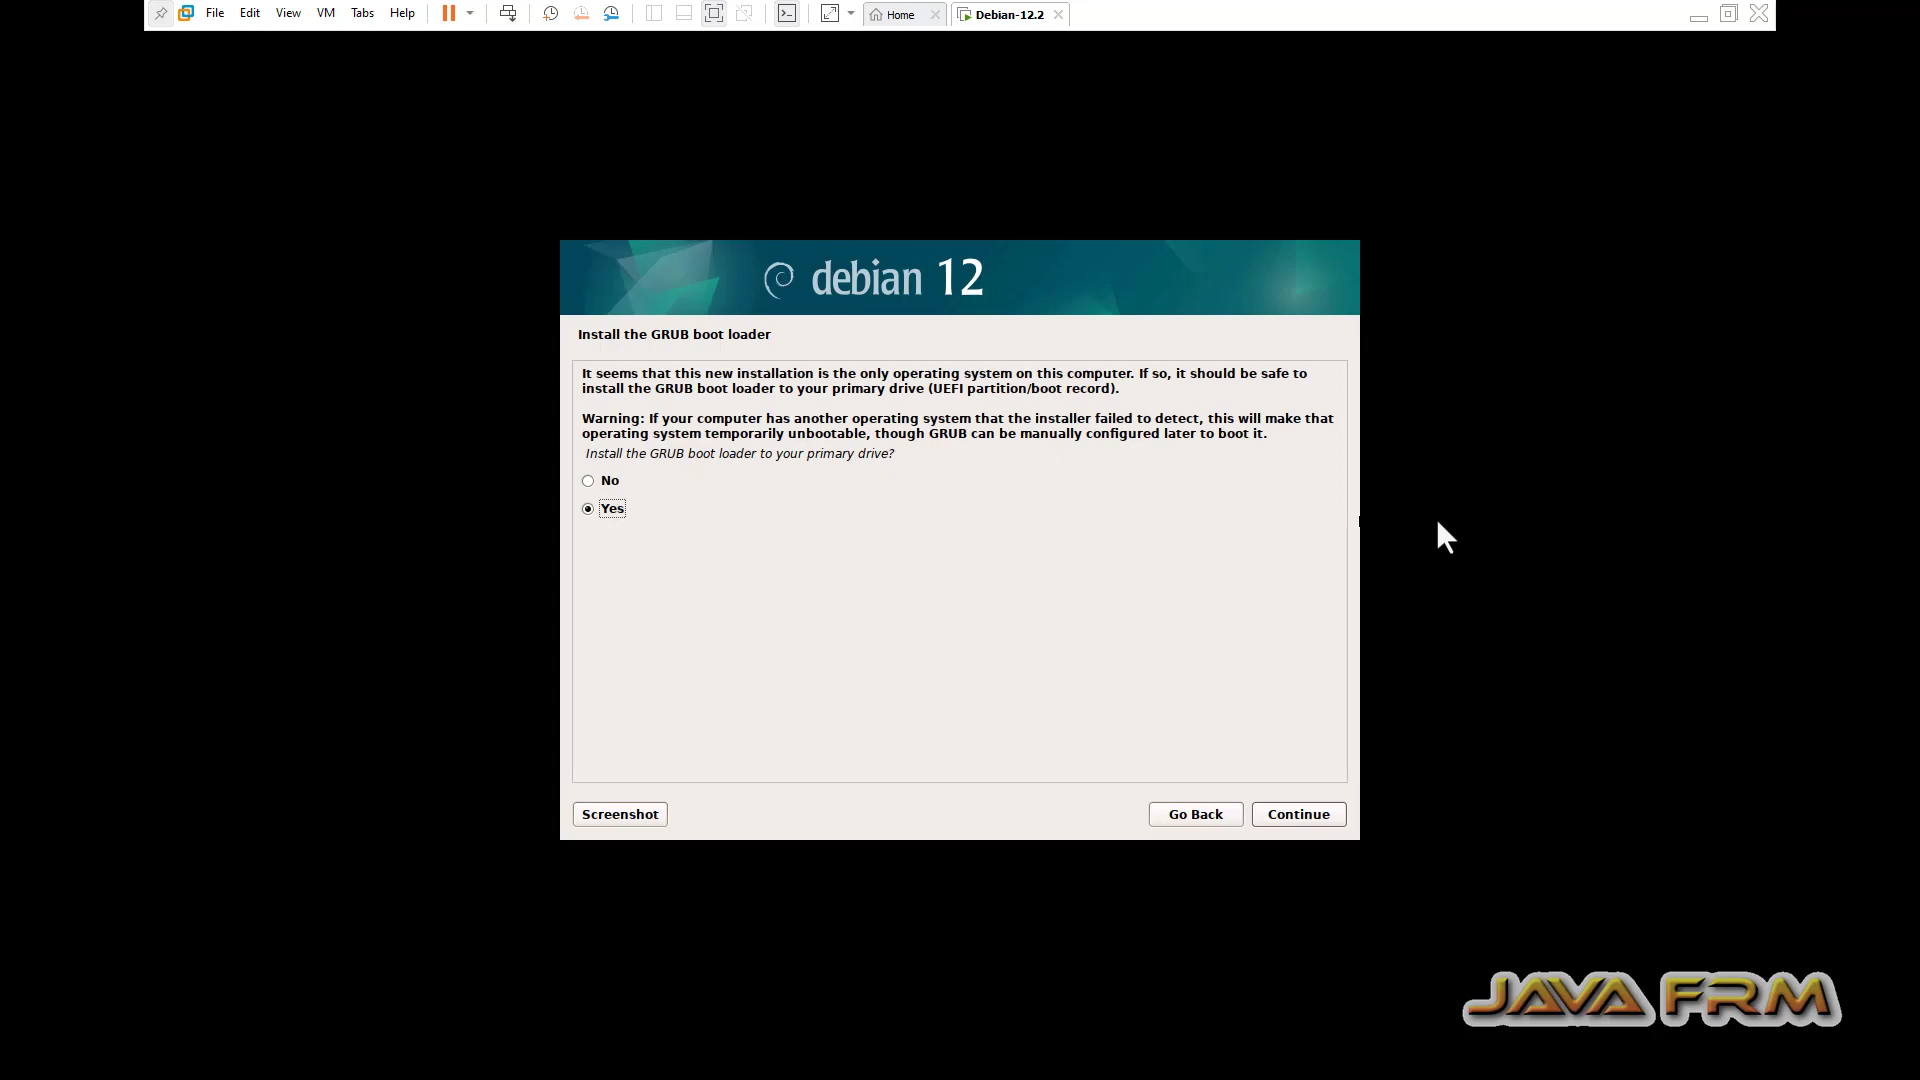 File Edit View VM Tabs Help Home Debian-12.2
debian 12
Install the GRUB boot loader
It seems that this new installation is the only operating system on this computer. If so, it should be safe to
install the GRUB boot loader to your primary drive (UEFI partition/boot record).
Warning: If your computer has another operating system that the installer failed to detect, this will make that
operating system temporarily unbootable, though GRUB can be manually configured later to boot it.
Install the GRUB boot loader to your primary drive?
No
Yes
Screenshot Go Back Continue
JAVA FRM